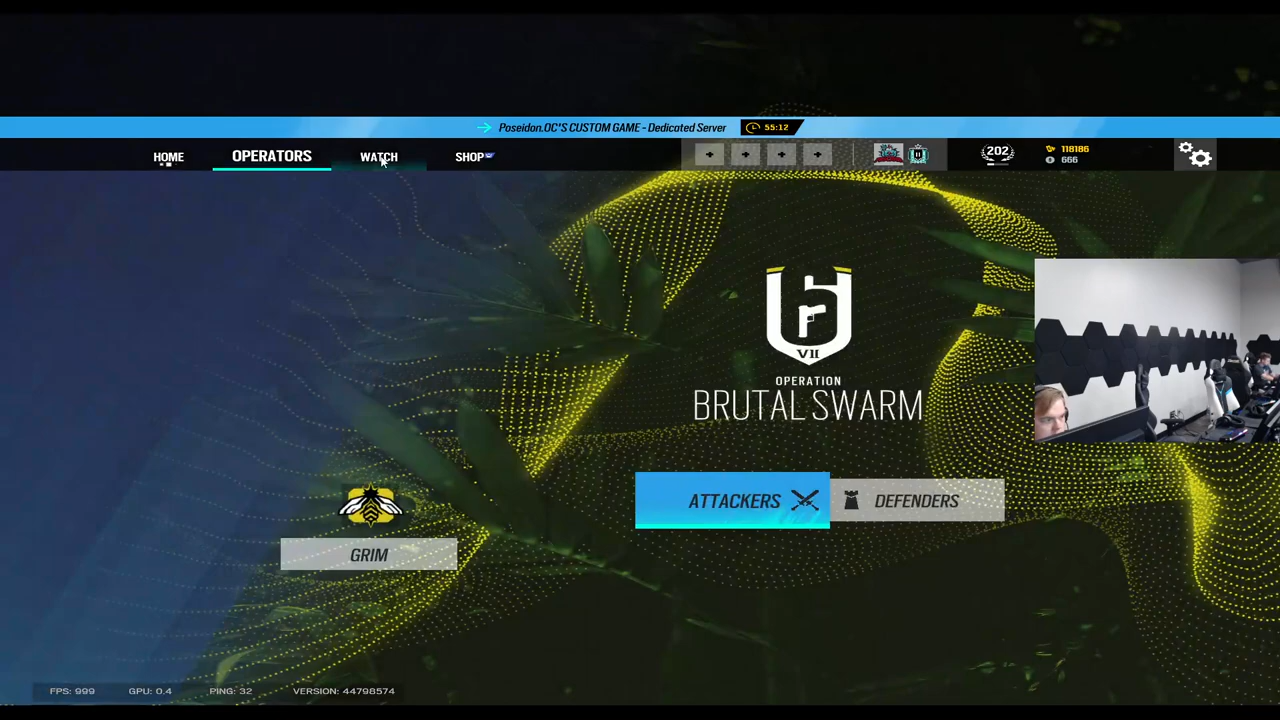 Poseidon.OC'S CUSTOM GAME - Dedicated Server 55:12
HOME OPERATORS WATCH SHOP + + + + 202 118186
666
VII
OPERATION
BRUTAL SWARM
ATTACKERS DEFENDERS
GRIM
FPS: 999 GPU: 0.4 PING: 32 VERSION: 44798574